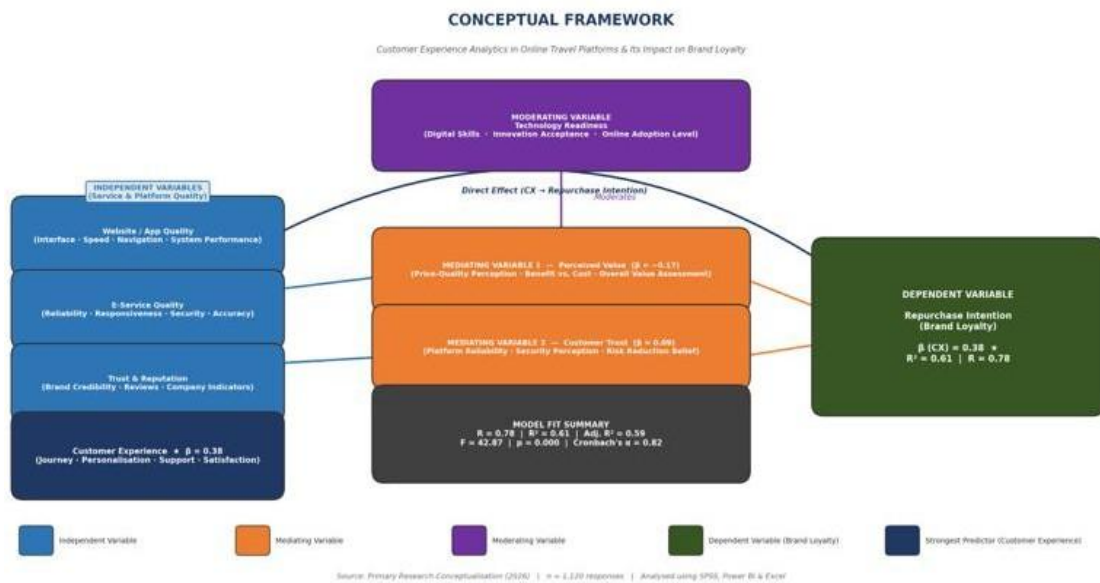 CONCEPTUAL FRAMEWORK
Customer Experience Analytics in Online Travel Platforms & Its Impact on Brand Loyalty
MODERATING VARIABLE
Technology Readiness
(Digital Skills · Innovation Acceptance · Online Adoption Level)
INDEPENDENT VARIABLES
(Service & Platform Quality)
Direct Effect (CX → Repurchase Intention)
Moderates
Website / App Quality
(Interface · Speed · Navigation · System Performance)
E-Service Quality
(Reliability · Responsiveness · Security · Accuracy)
Trust & Reputation
(Brand Credibility · Reviews · Company Indicators)
Customer Experience ★ β = 0.38
(Journey · Personalisation · Support · Satisfaction)
MEDIATING VARIABLE 1 — Perceived Value (β = −0.17)
(Price-Quality Perception · Benefit vs. Cost · Overall Value Assessment)
MEDIATING VARIABLE 2 — Customer Trust (β = 0.09)
(Platform Reliability · Security Perception · Risk Reduction Belief)
MODEL FIT SUMMARY
R = 0.78 | R² = 0.61 | Adj. R² = 0.59
F = 42.87 | p = 0.000 | Cronbach's α = 0.82
DEPENDENT VARIABLE
Repurchase Intention
(Brand Loyalty)
β (CX) = 0.38 ★
R² = 0.61 | R = 0.78
Independent Variable
Mediating Variable
Moderating Variable
Dependent Variable (Brand Loyalty)
Strongest Predictor (Customer Experience)
Source: Primary Research Conceptualisation (2026) | n = 1,120 responses | Analysed using SPSS, Power BI & Excel